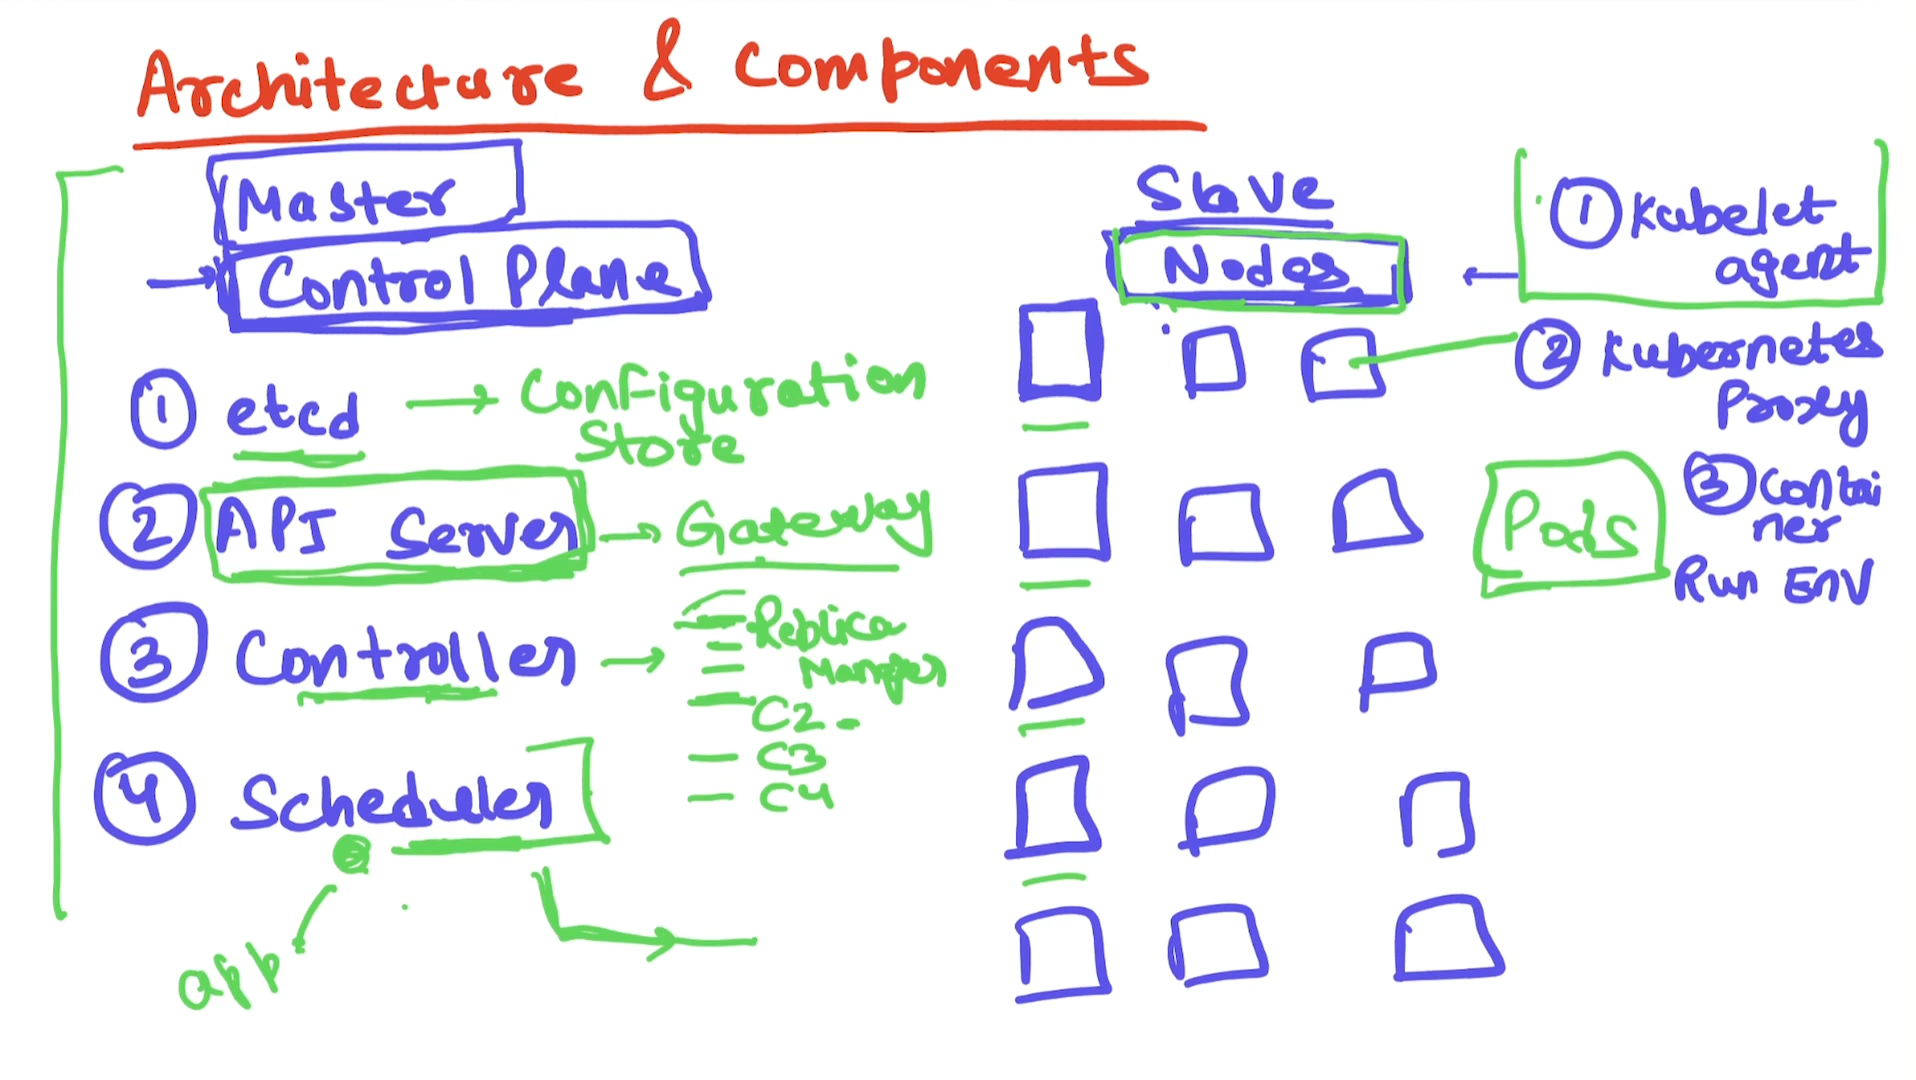 Architecture & Components
Master
Control Plane
① etcd → Configuration
Store
② API Server → Gateway
③ Controller → Replica
Manager
C2
C3
C4
④ Scheduler
app
Slave
Nodes
① Kubelet
agent
② Kubernetes
Proxy
Pods
③ Contai
ner
Run ENV